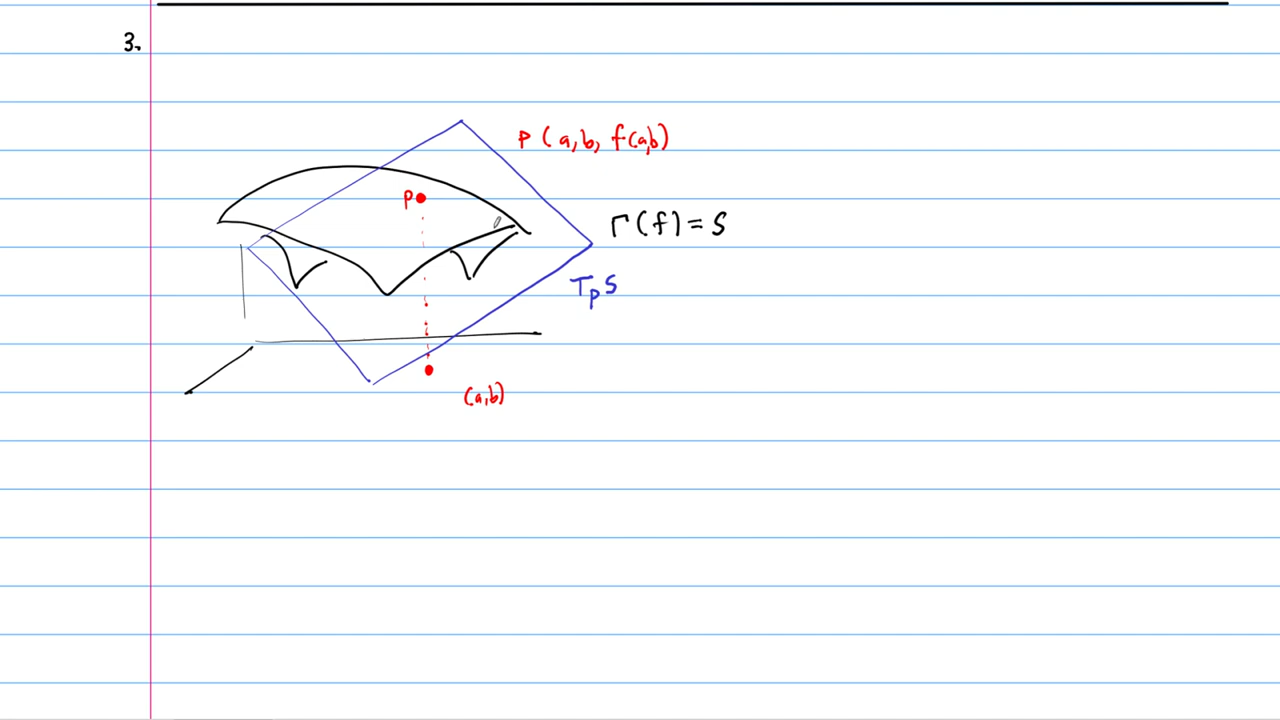 3.
P (a,b, f(a,b)
P
Γ(f) = S
TpS
(a,b)